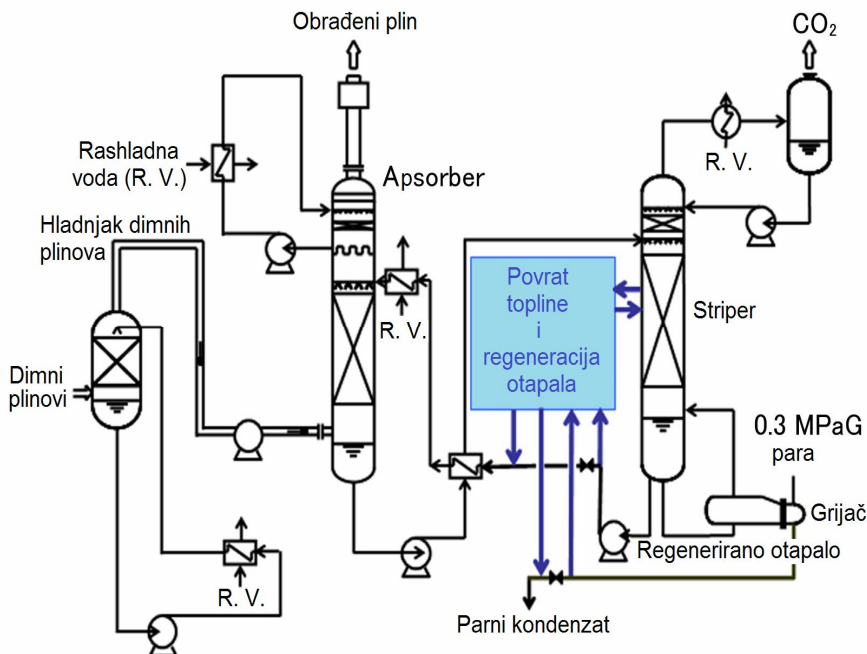 Obrađeni plin
CO₂
Rashladna
voda (R. V.)
Apsorber
R. V.
Hladnjak dimnih
plinova
Povrat
topline
i
regeneracija
otapala
Striper
R. V.
Dimni
plinovi
0.3 MPaG
para
Grijač
Regenerirano otapalo
R. V.
Parni kondenzat